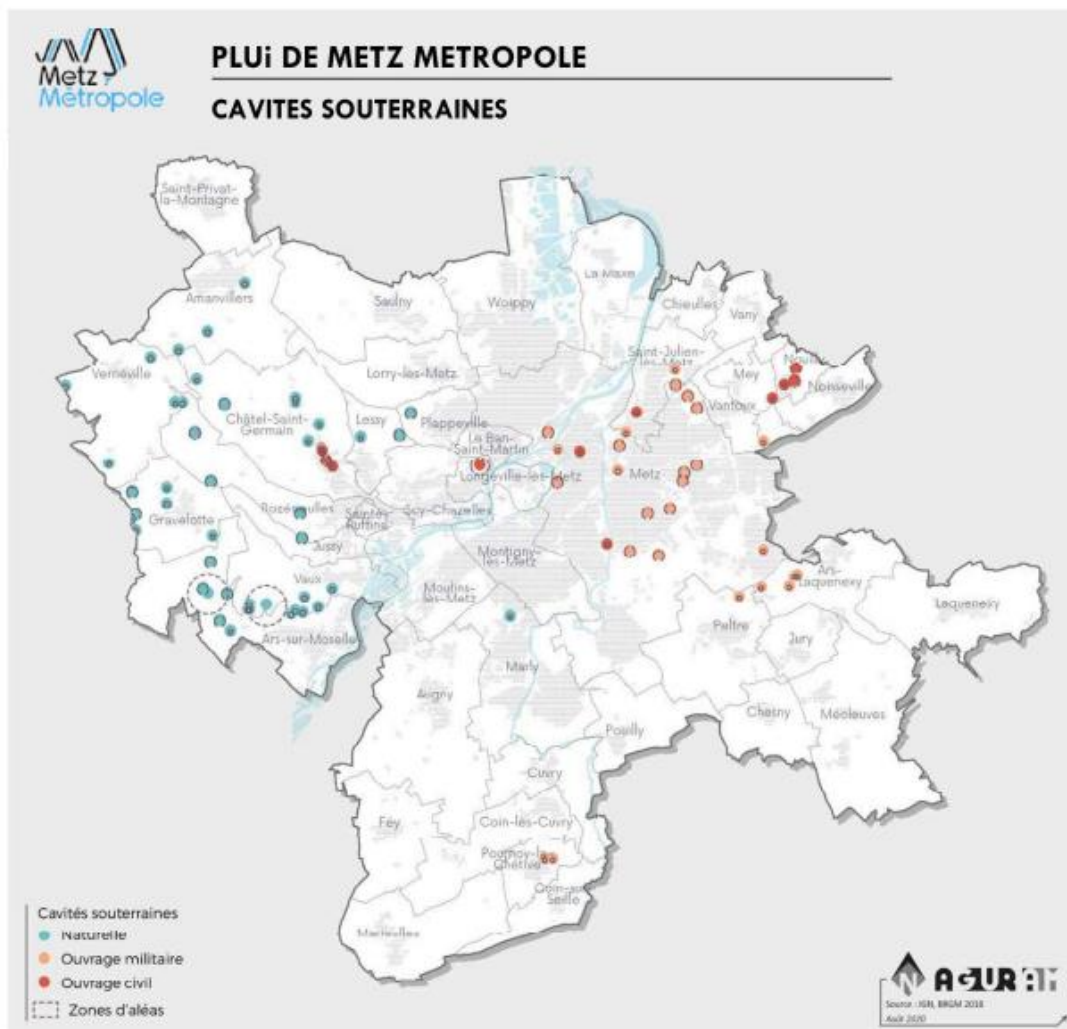 Metz
Métropole
PLUi DE METZ METROPOLE
CAVITES SOUTERRAINES
Saint-Privat-
la-Montagne
Amanvillers
Saulny
Woippy
La Maxe
Chieulles
Vany
Saint-Julien-
lès-Metz
Mey
Nouilly
Nonseville
Vantoux
Vernéville
Lorry-lès-Metz
Châtel-Saint-
Germain
Lessy
Plappeville
Le Ban-
Saint-Martin
Longeville-lès-Metz
Metz
Gravelotte
Rozérieulles
Sainte-
Ruffine
Scy-Chazelles
Jussy
Montigny-
lès-Metz
Vaux
Moulins-
lès-Metz
Ars-
Laquenexy
Laquenexy
Ars-sur-Moselle
Peltre
Jury
Marly
Augny
Chesny
Mécleuves
Pouilly
Cuvry
Féy
Coin-lès-Cuvry
Pournoy-la-
Chétive
Coin-sur-
Seille
Marieulles
Cavités souterraines
Naturelle
Ouvrage militaire
Ouvrage civil
Zones d'aléas
N
AGURAM
Source : IGN, BRGM 2018
Août 2020